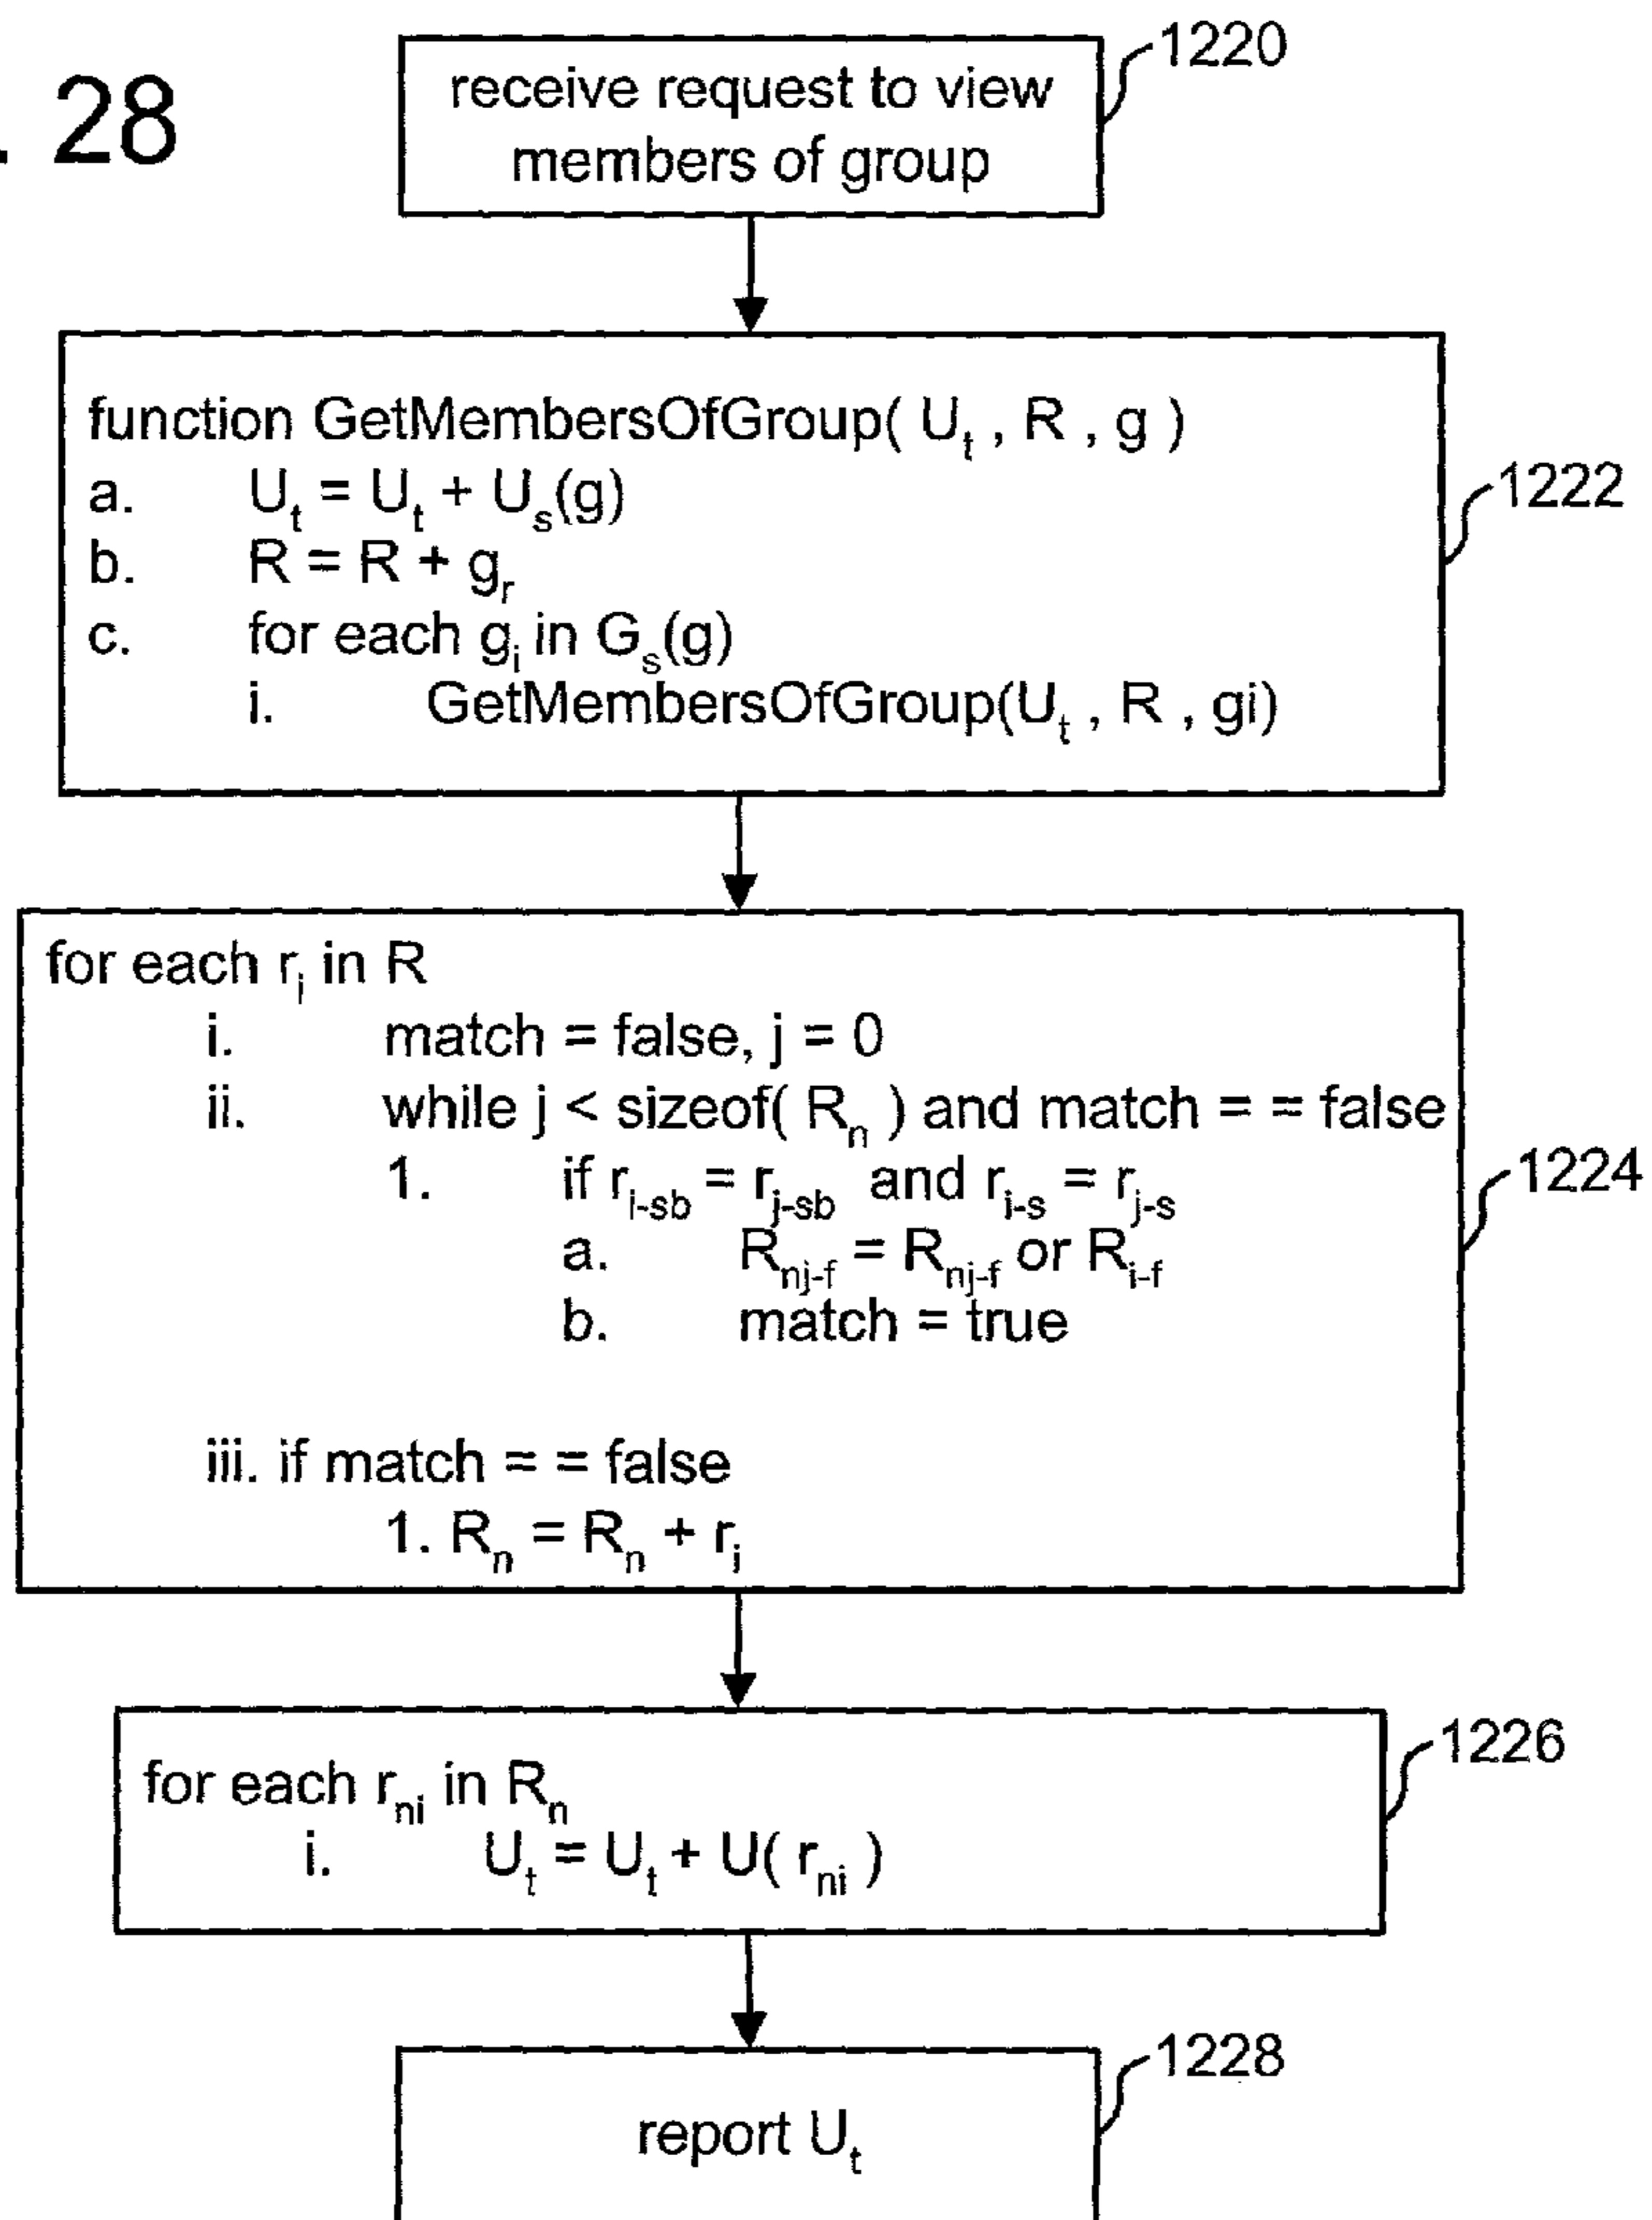 . 28
1220
receive request to view
members of group
1222
function GetMembersOfGroup( Ut , R , g )
a. Ut = Ut + Us(g)
b. R = R + gr
c. for each gi in Gs(g)
i. GetMembersOfGroup(Ut , R , gi)
1224
for each ri in R
i. match = false, j = 0
ii. while j < sizeof( Rn ) and match = = false
1. if ri-sb = rj-sb and ri-s = rj-s
a. Rnj-f = Rnj-f or Ri-f
b. match = true
iii. if match = = false
1. Rn = Rn + ri
1226
for each rni in Rn
i. Ut = Ut + U( rni )
1228
report Ut